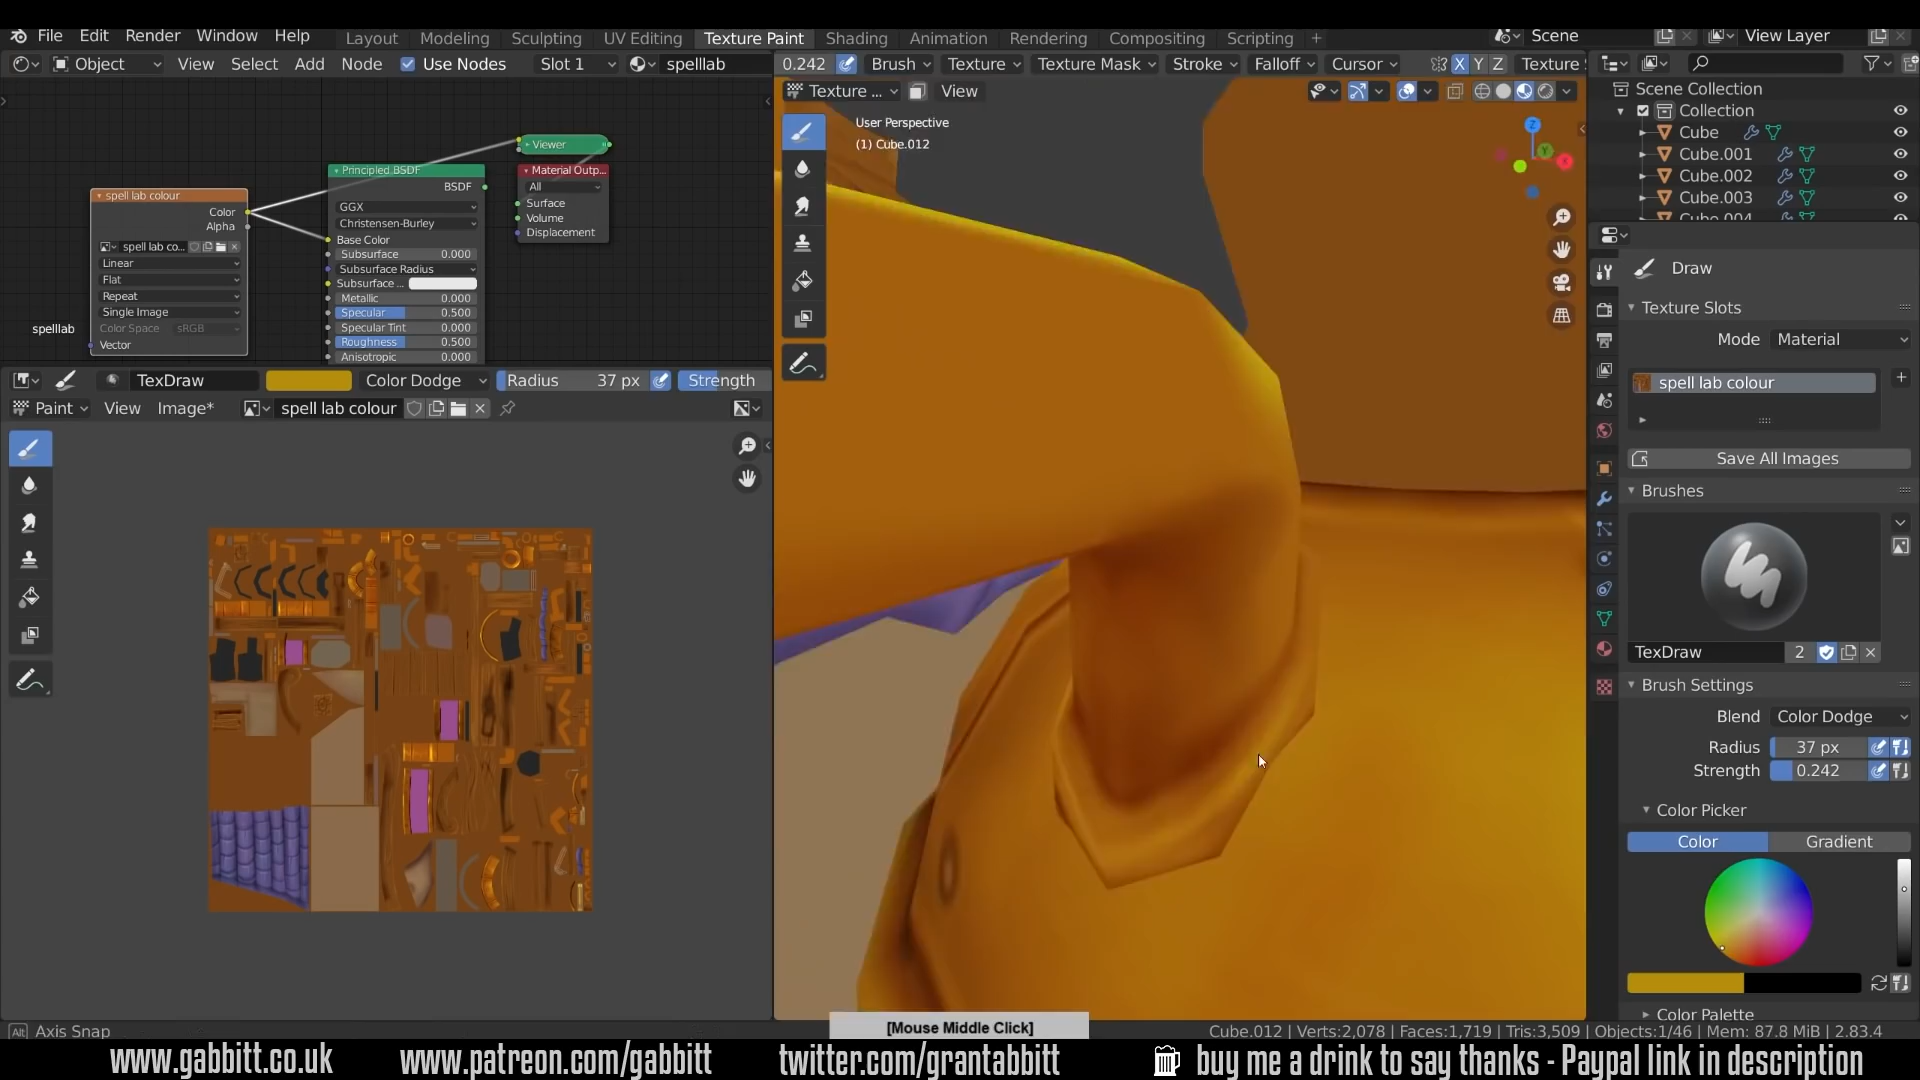 File Edit Render Window Help Layout Modeling Sculpting UV Editing Texture Paint Shading Animation Rendering Compositing Scripting + Scene View Layer
Object View Select Add Node Use Nodes Slot 1 spelllab 0.242 Brush Texture Texture Mask Stroke Falloff Cursor X Y Z Texture S
Texture ... View
User Perspective
(1) Cube.012
Z
Y
X
Viewer
Principled BSDF
BSDF
GGX
Christensen-Burley
Base Color
Subsurface 0.000
Subsurface Radius
Subsurface ..
Metallic 0.000
Specular 0.500
Specular Tint 0.000
Roughness 0.500
Anisotropic 0.000
Material Outp...
All
Surface
Volume
Displacement
spell lab colour
Color
Alpha
spell lab co...
Linear
Flat
Repeat
Single Image
Color Space sRGB
Vector
spelllab
TexDraw Color Dodge Radius 37 px Strength
Paint View Image* spell lab colour
Scene Collection
Collection
Cube
Cube.001
Cube.002
Cube.003
Cube.004
Draw
Texture Slots
Mode Material
spell lab colour
Save All Images
Brushes
TexDraw 2
Brush Settings
Blend Color Dodge
Radius 37 px
Strength 0.242
Color Picker
Color Gradient
Color Palette
Alt Axis Snap
[Mouse Middle Click]
Cube.012 | Verts:2,078 | Faces:1,719 | Tris:3,509 | Objects:1/46 | Mem: 87.8 MiB | 2.83.4
www.gabbitt.co.uk www.patreon.com/gabbitt twitter.com/grantabbitt buy me a drink to say thanks - Paypal link in description